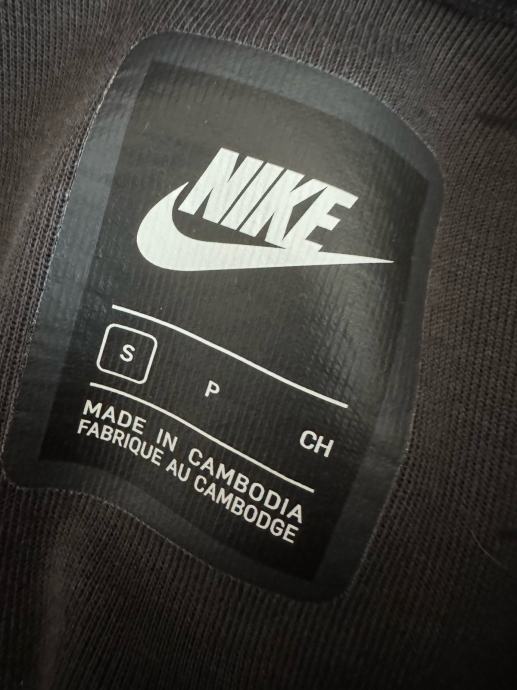 NIKE
S P CH
MADE IN CAMBODIA
FABRIQUE AU CAMBODGE